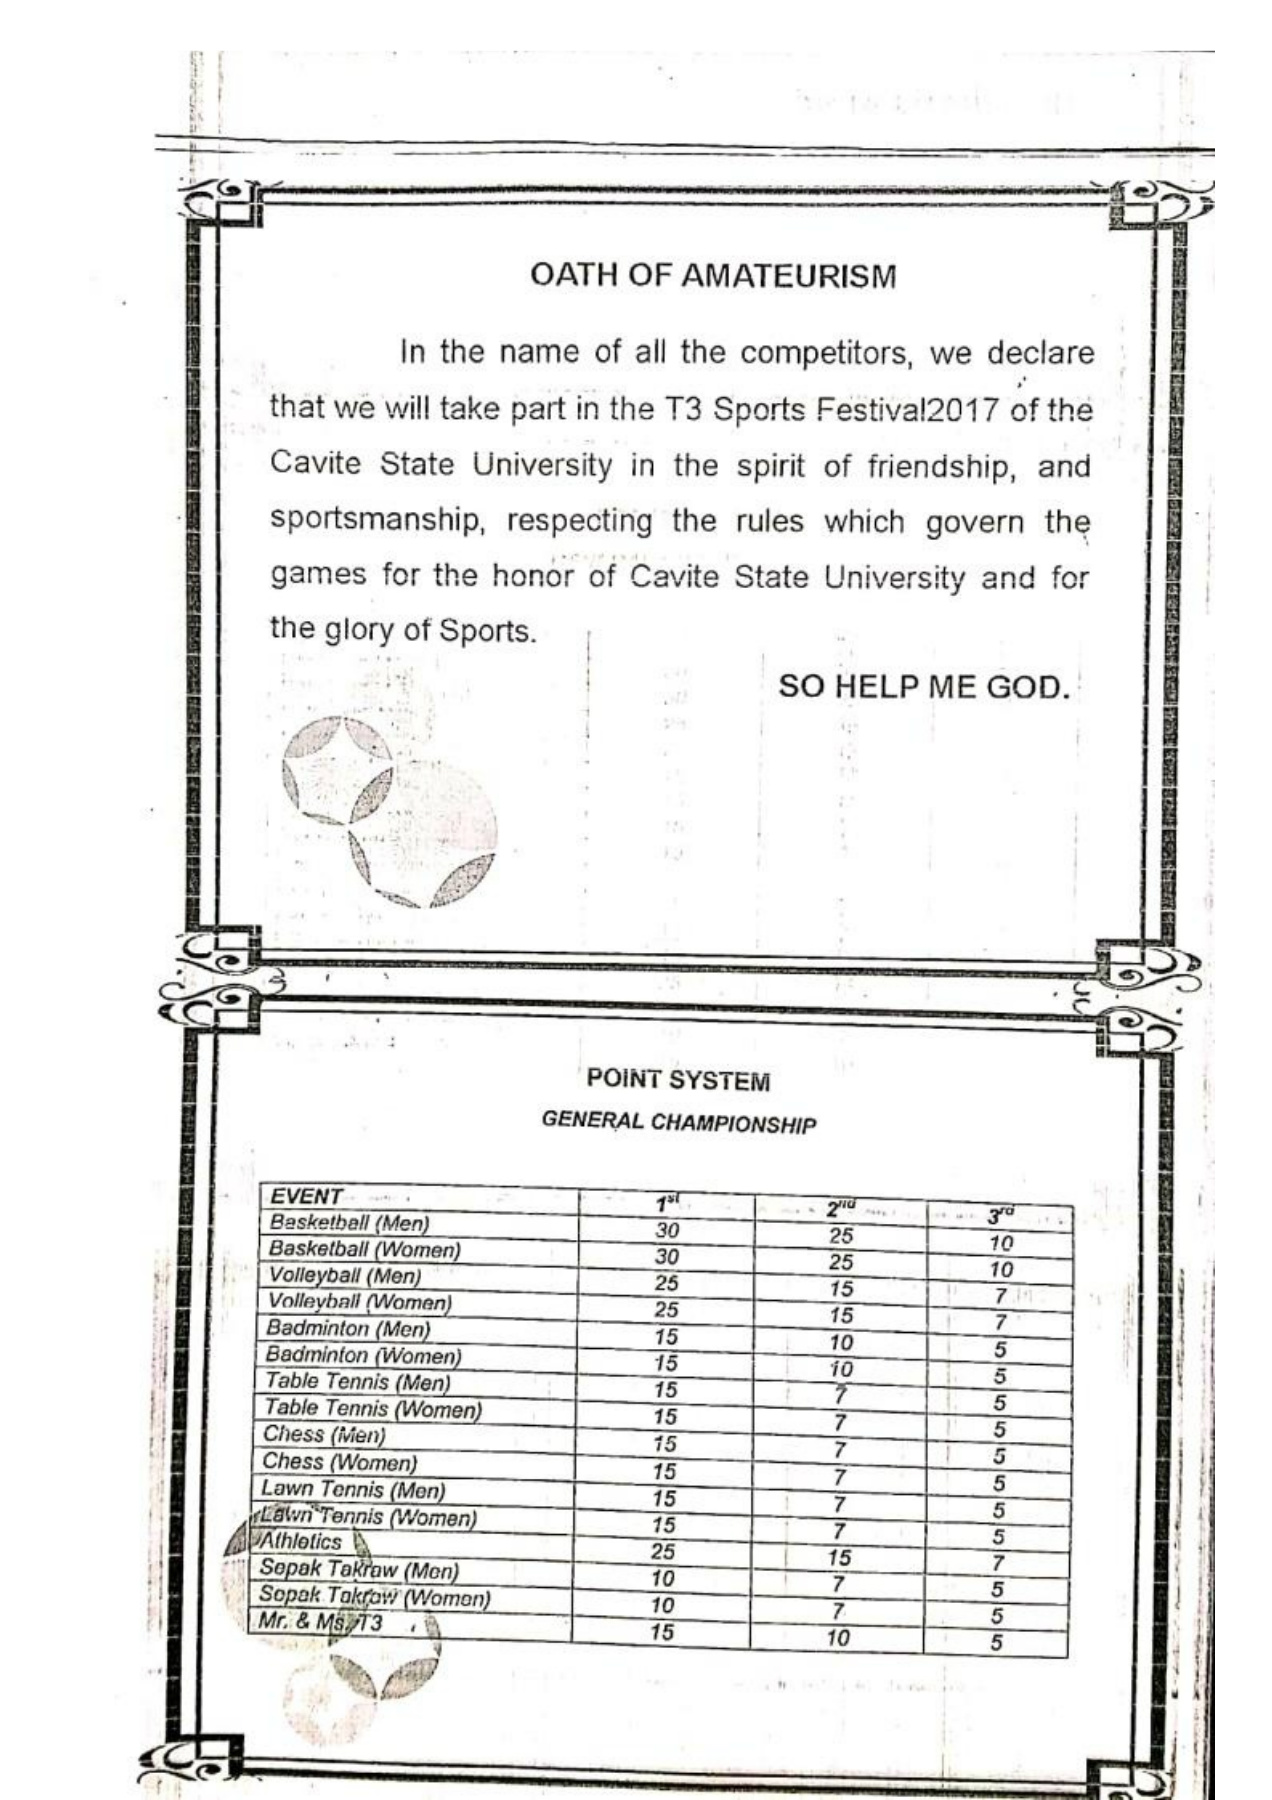 OATH OF AMATEURISM
In the name of all the competitors, we declare
that we will take part in the T3 Sports Festival2017 of the
Cavite State University in the spirit of friendship, and
sportsmanship, respecting the rules which govern the
games for the honor of Cavite State University and for
the glory of Sports.
SO HELP ME GOD.
POINT SYSTEM
GENERAL CHAMPIONSHIP
EVENT 1st 2nd 3rd
Basketball (Men) 30 25 10
Basketball (Women) 30 25 10
Volleyball (Men) 25 15 7
Volleyball (Women) 25 15 7
Badminton (Men) 15 10 5
Badminton (Women) 15 10 5
Table Tennis (Men) 15 7 5
Table Tennis (Women) 15 7 5
Chess (Men) 15 7 5
Chess (Women) 15 7 5
Lawn Tennis (Men) 15 7 5
Lawn Tennis (Women) 15 7 5
Athletics 25 15 7
Sepak Takraw (Men) 10 7 5
Sepak Takraw (Women) 10 7 5
Mr. & Ms. T3 15 10 5